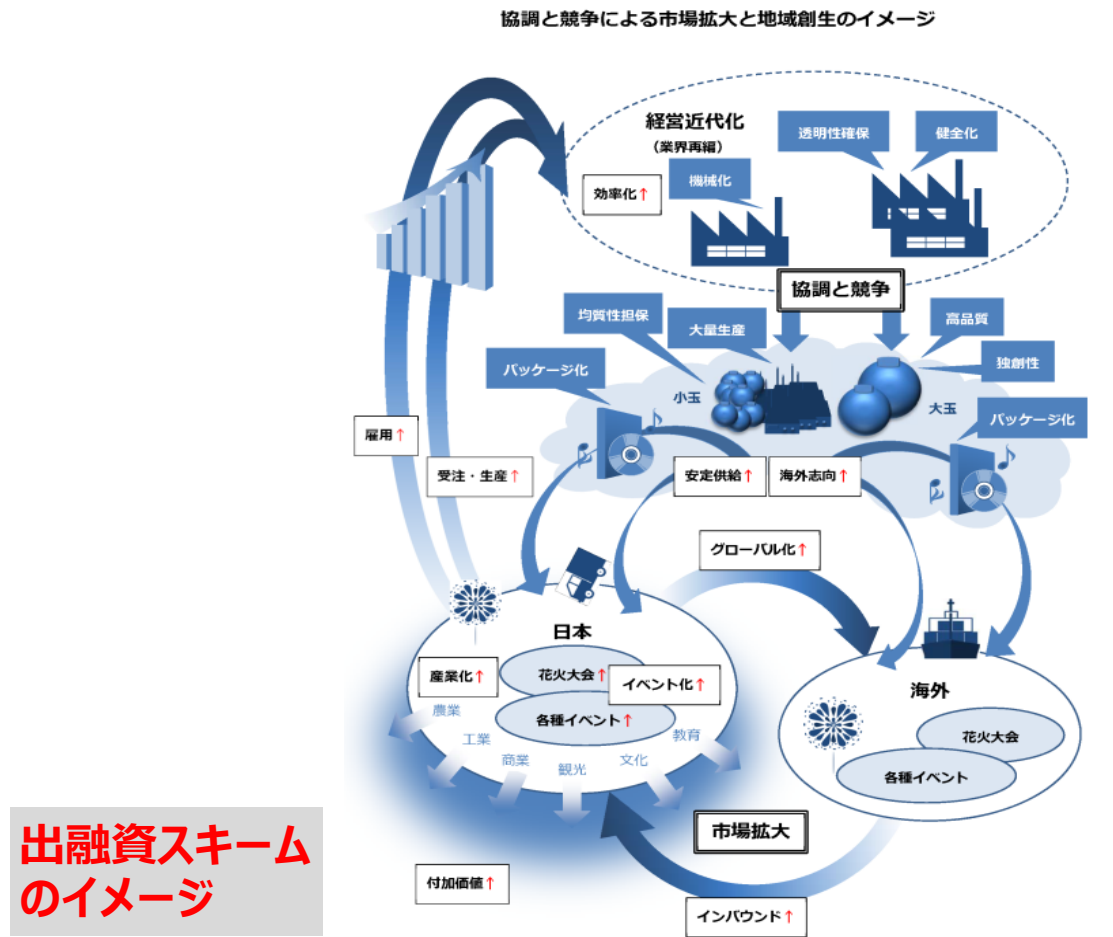 協調と競争による市場拡大と地域創生のイメージ
経営近代化
(業界再編)
透明性確保
健全化
機械化
効率化↑
協調と競争
均質性担保
大量生産
高品質
独創性
パッケージ化
小玉
大玉
パッケージ化
雇用↑
受注・生産↑
安定供給↑
海外志向↑
グローバル化↑
日本
産業化↑
花火大会↑
イベント化↑
各種イベント↑
農業
工業
商業
観光
文化
教育
海外
花火大会
各種イベント
市場拡大
付加価値↑
インバウンド↑
出融資スキーム
のイメージ